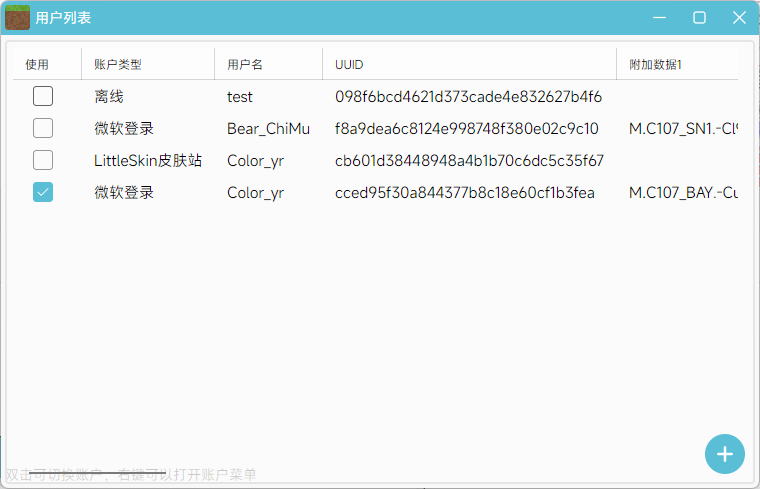 用户列表
使用 账户类型 用户名 UUID 附加数据1
离线 test 098f6bcd4621d373cade4e832627b4f6
微软登录 Bear_ChiMu f8a9dea6c8124e998748f380e02c9c10 M.C107_SN1.-Cl9
LittleSkin皮肤站 Color_yr cb601d38448948a4b1b70c6dc5c35f67
微软登录 Color_yr cced95f30a844377b8c18e60cf1b3fea M.C107_BAY.-Cu
双击可切换账户，右键可以打开账户菜单